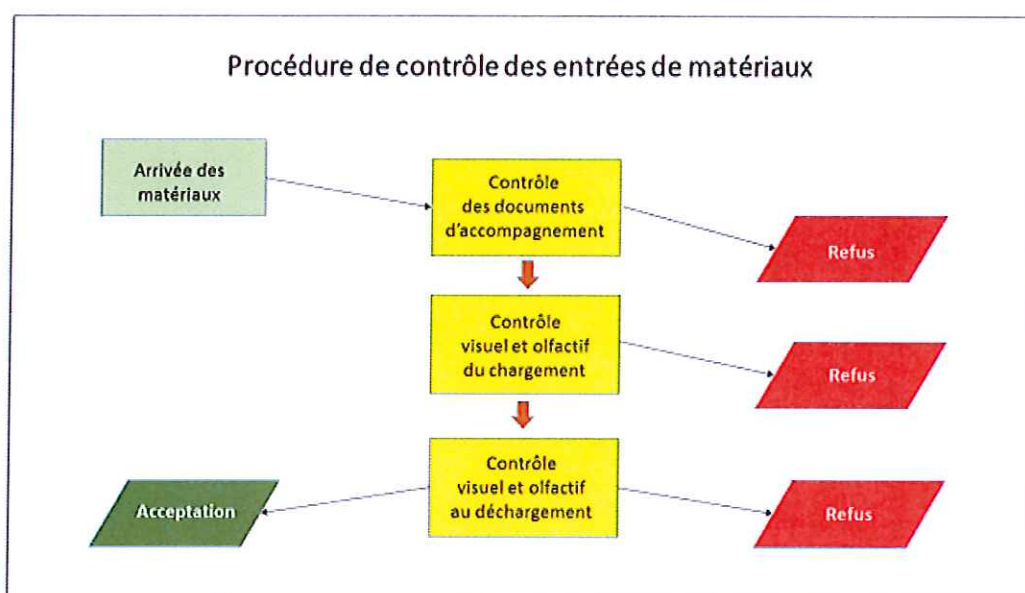 Procédure de contrôle des entrées de matériaux
Arrivée des
matériaux
Contrôle
des documents
d'accompagnement
Refus
Contrôle
visuel et olfactif
du chargement
Refus
Contrôle
visuel et olfactif
au déchargement
Acceptation
Refus